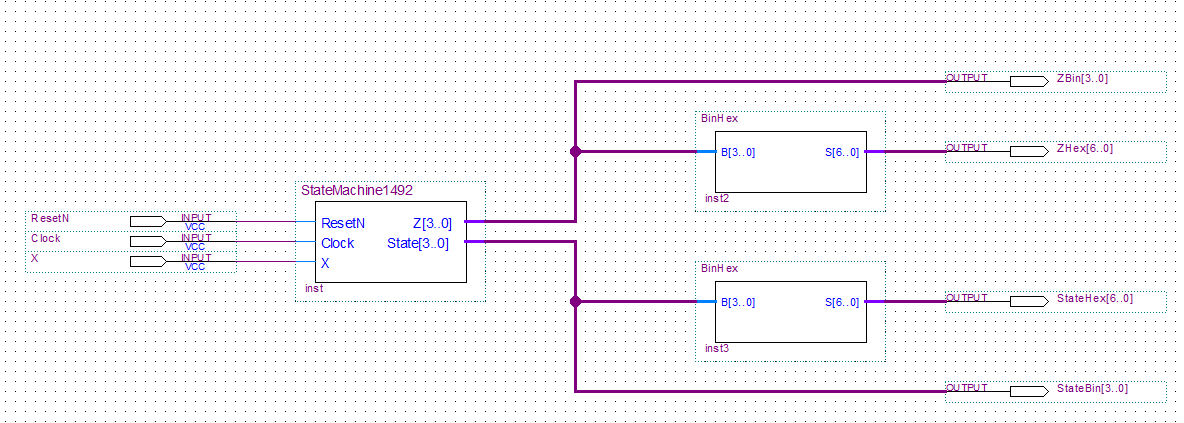 OUTPUT ZBin[3..0]
BinHex
B[3..0] S[6..0] OUTPUT ZHex[6..0]
inst2
StateMachine1492
ResetN INPUT VCC ResetN Z[3..0]
Clock INPUT VCC Clock State[3..0]
X INPUT VCC X
inst
BinHex
B[3..0] S[6..0] OUTPUT StateHex[6..0]
inst3
OUTPUT StateBin[3..0]